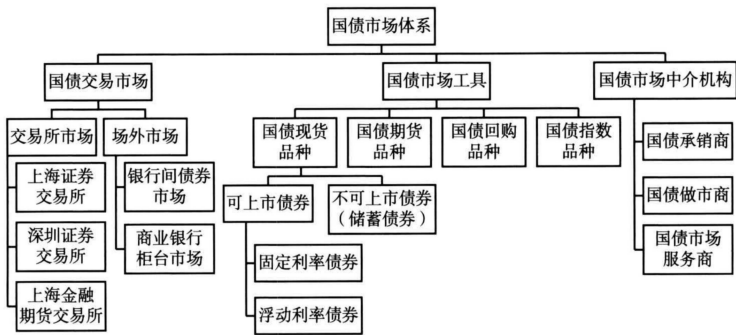 国债市场体系
国债交易市场
国债市场工具
国债市场中介机构
交易所市场
场外市场
国债现货
品种
国债期货
品种
国债回购
品种
国债指数
品种
国债承销商
上海证券
交易所
银行间债券
市场
可上市债券
不可上市债券
（储蓄债券）
国债做市商
深圳证券
交易所
商业银行
柜台市场
固定利率债券
国债市场
服务商
上海金融
期货交易所
浮动利率债券